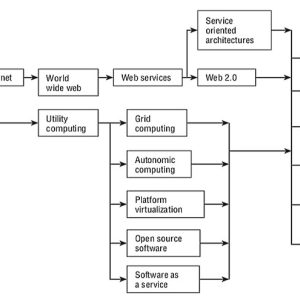 Service
oriented
architectures
net
World
wide web
Web services
Web 2.0
Utility
computing
Grid
computing
Autonomic
computing
Platform
virtualization
Open source
software
Software as
a service